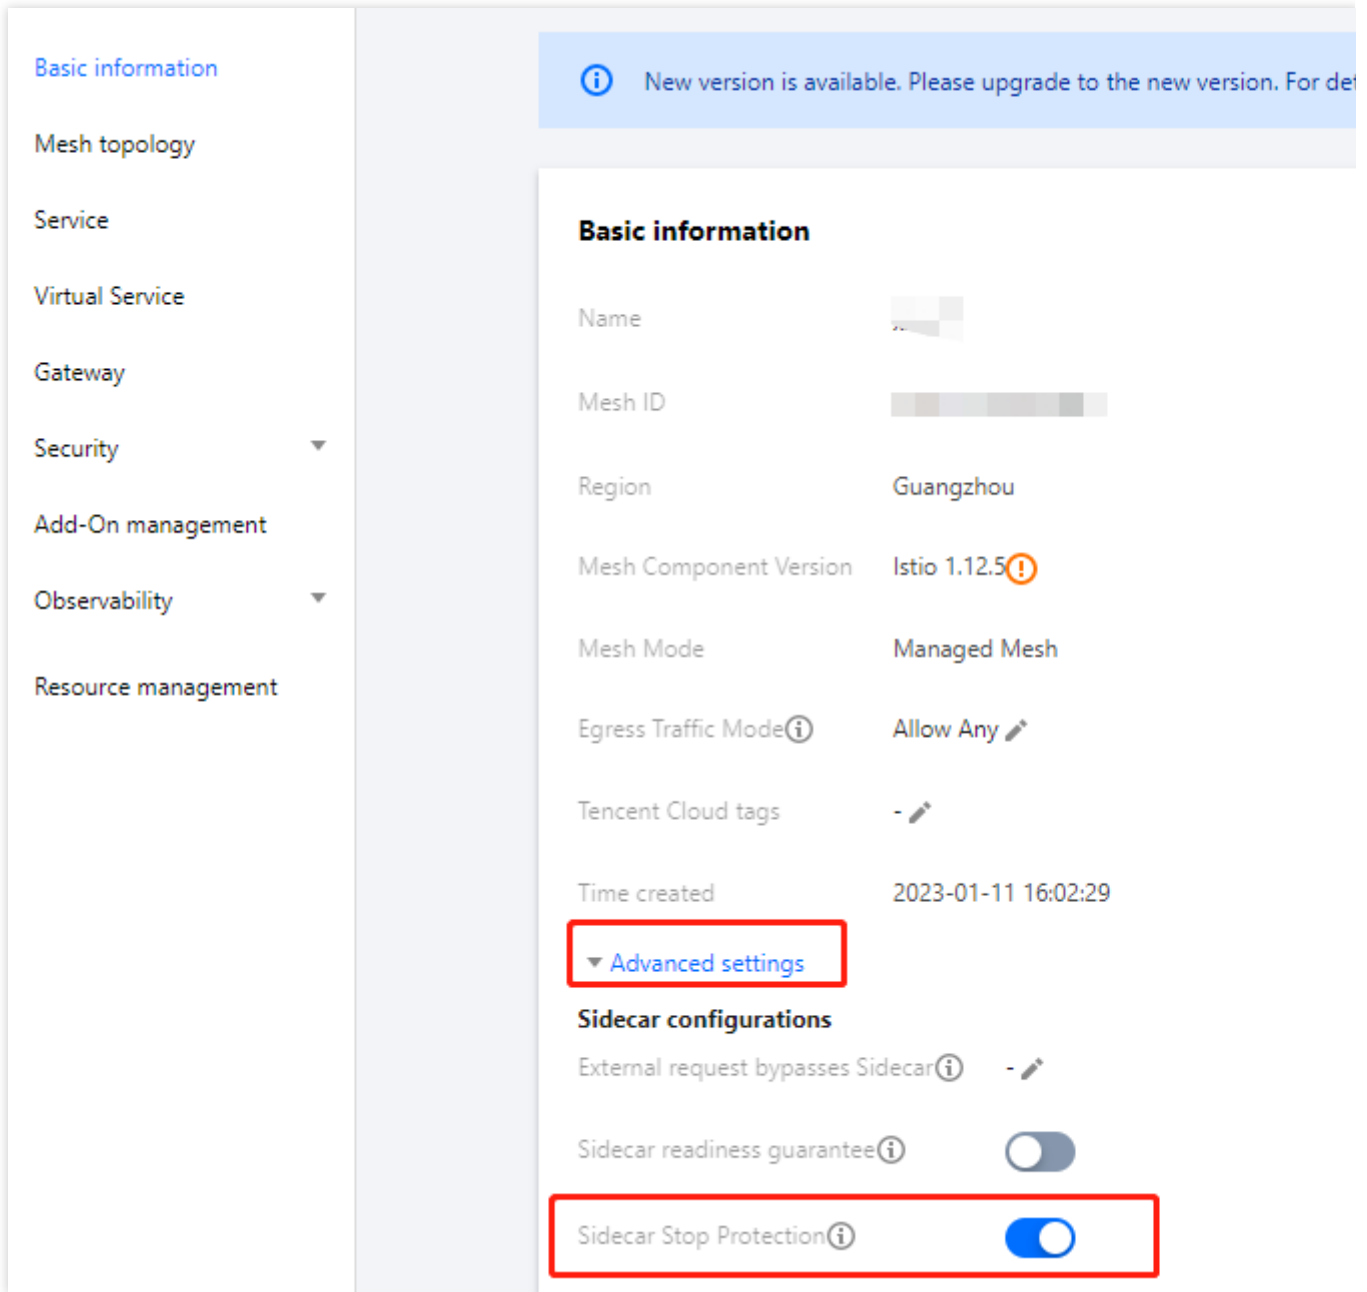 Basic information
Mesh topology
Service
Virtual Service
Gateway
Security
Add-On management
Observability
Resource management
New version is available. Please upgrade to the new version. For
Basic information
Name
Mesh ID
Region Guangzhou
Mesh Component Version Istio 1.12.5
Mesh Mode Managed Mesh
Egress Traffic Mode Allow Any
Tencent Cloud tags -
Time created 2023-01-11 16:02:29
Advanced settings
Sidecar configurations
External request bypasses Sidecar -
Sidecar readiness guarantee
Sidecar Stop Protection